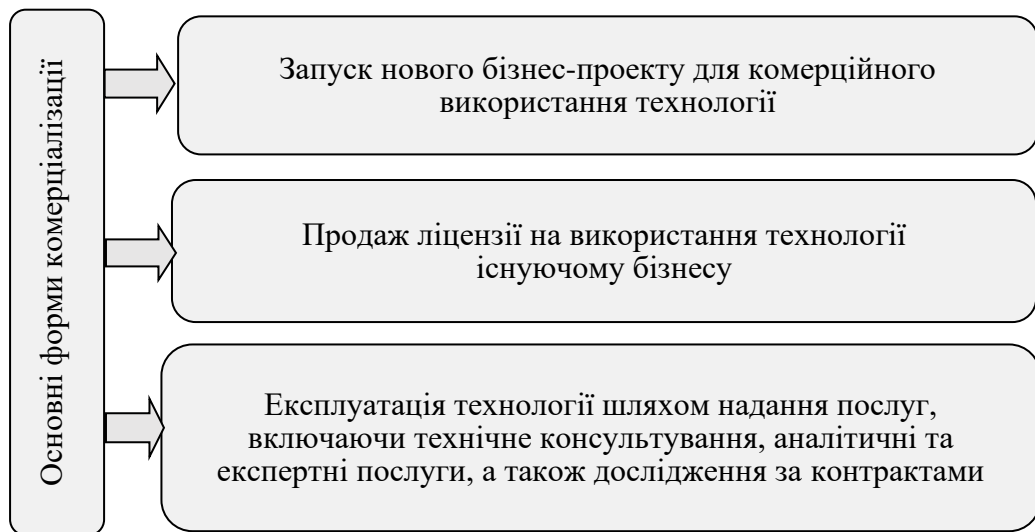 Основні форми комерціалізації
Запуск нового бізнес-проекту для комерційного
використання технології
Продаж ліцензії на використання технології
існуючому бізнесу
Експлуатація технології шляхом надання послуг,
включаючи технічне консультування, аналітичні та
експертні послуги, а також дослідження за контрактами